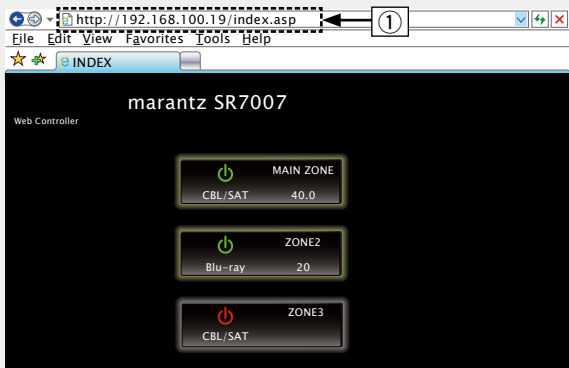 http://192.168.100.19/index.asp
①
File Edit View Favorites Tools Help
INDEX
marantz SR7007
Web Controller
MAIN ZONE
CBL/SAT 40.0
ZONE2
Blu-ray 20
ZONE3
CBL/SAT